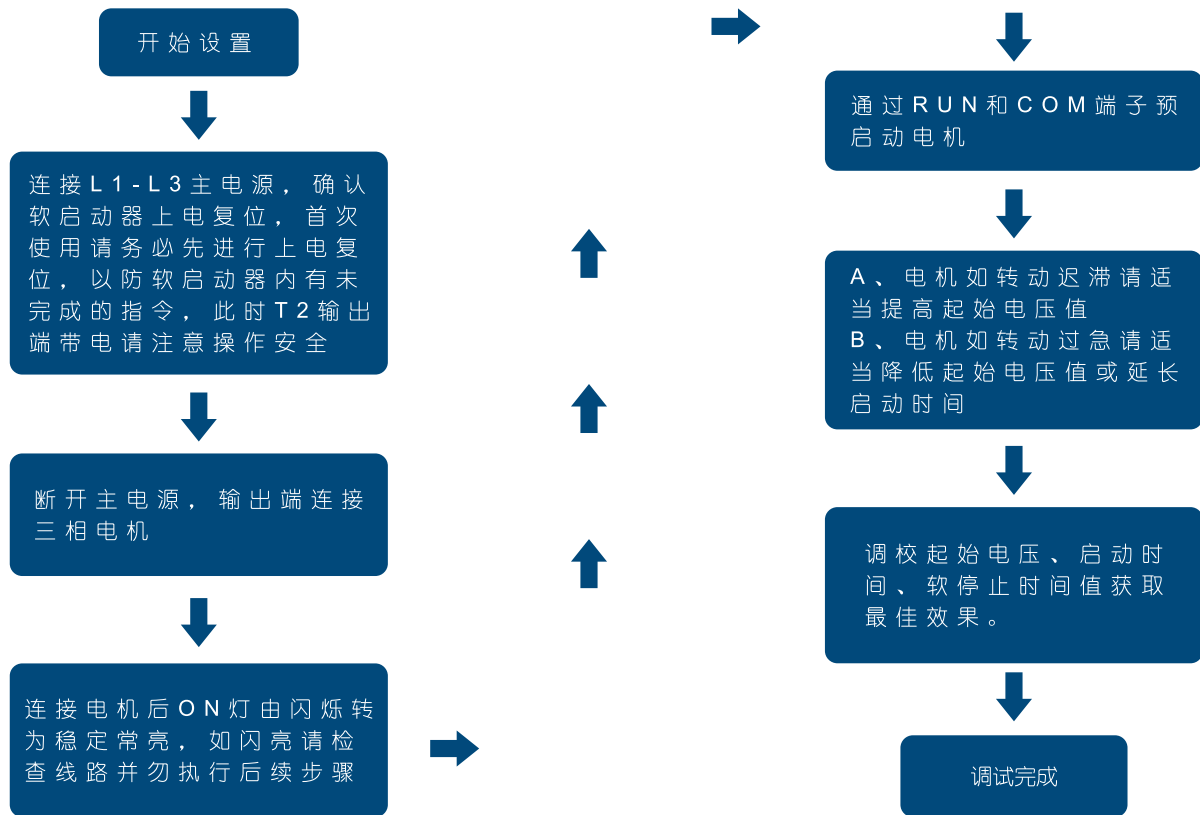 开始设置
连接L1-L3主电源，确认
软启动器上电复位，首次
使用请务必先进行上电复
位，以防软启动器内有未
完成的指令，此时T2输出
端带电请注意操作安全
断开主电源，输出端连接
三相电机
连接电机后ON灯由闪烁转
为稳定常亮，如闪亮请检
查线路并勿执行后续步骤
通过RUN和COM端子预
启动电机
A、电机如转动迟滞请适
当提高起始电压值
B、电机如转动过急请适
当降低起始电压值或延长
启动时间
调校起始电压、启动时
间、软停止时间值获取
最佳效果。
调试完成